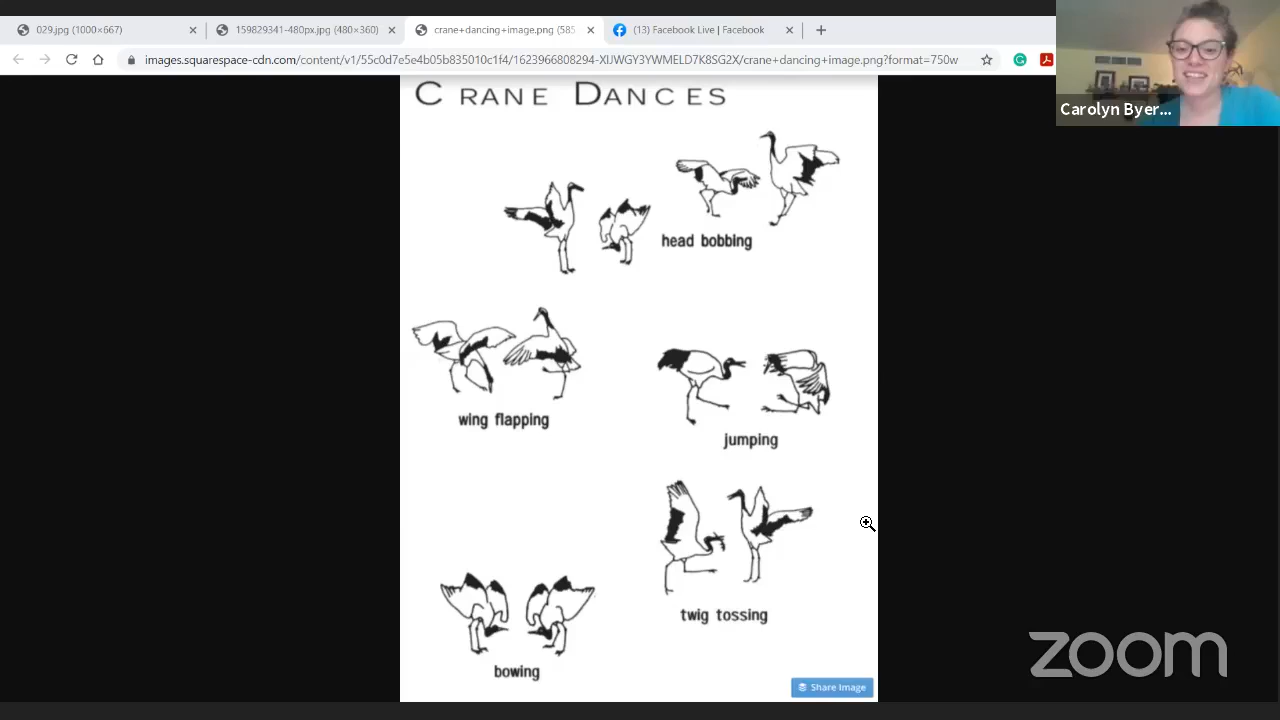 029.jpg (1000×667)
159829341-480px.jpg (480×360)
crane+dancing+image.png (585
(13) Facebook Live | Facebook
images.squarespace-cdn.com/content/v1/55c0d7e5e4b05b835015c1f4/1623966808294-XIJWGY3YWMELD7K8SG2X/crane+dancing+image.png?format=750w
Carolyn Byer...
CRANE DANCES
head bobbing
wing flapping
jumping
twig tossing
bowing
Share Image
zoom